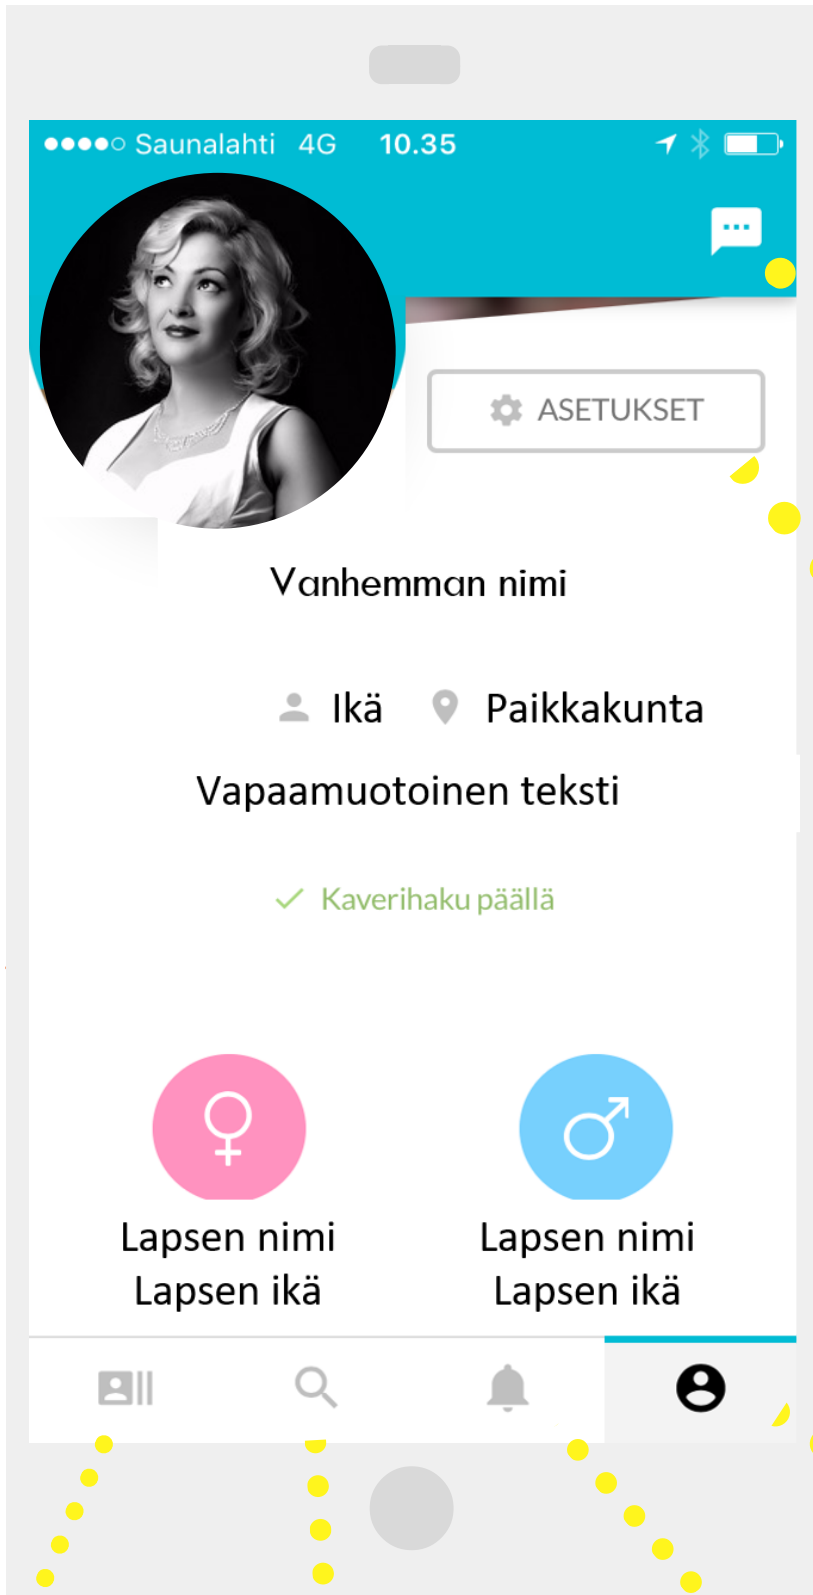 Saunalahti 4G 10.35
ASETUKSET
Vanhemman nimi
Ikä Paikkakunta
Vapaamuotoinen teksti
Kaverihaku päällä
Lapsen nimi
Lapsen ikä
Lapsen nimi
Lapsen ikä